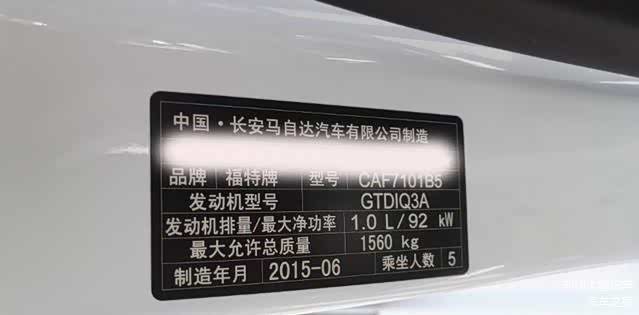 中国·长安马自达汽车有限公司制造
品牌 福特牌 型号 CAF7101B5
发动机型号 GTDIQ3A
发动机排量/最大净功率 1.0 L/92 kW
最大允许总质量 1560 kg
制造年月 2015-06 乘坐人数 5